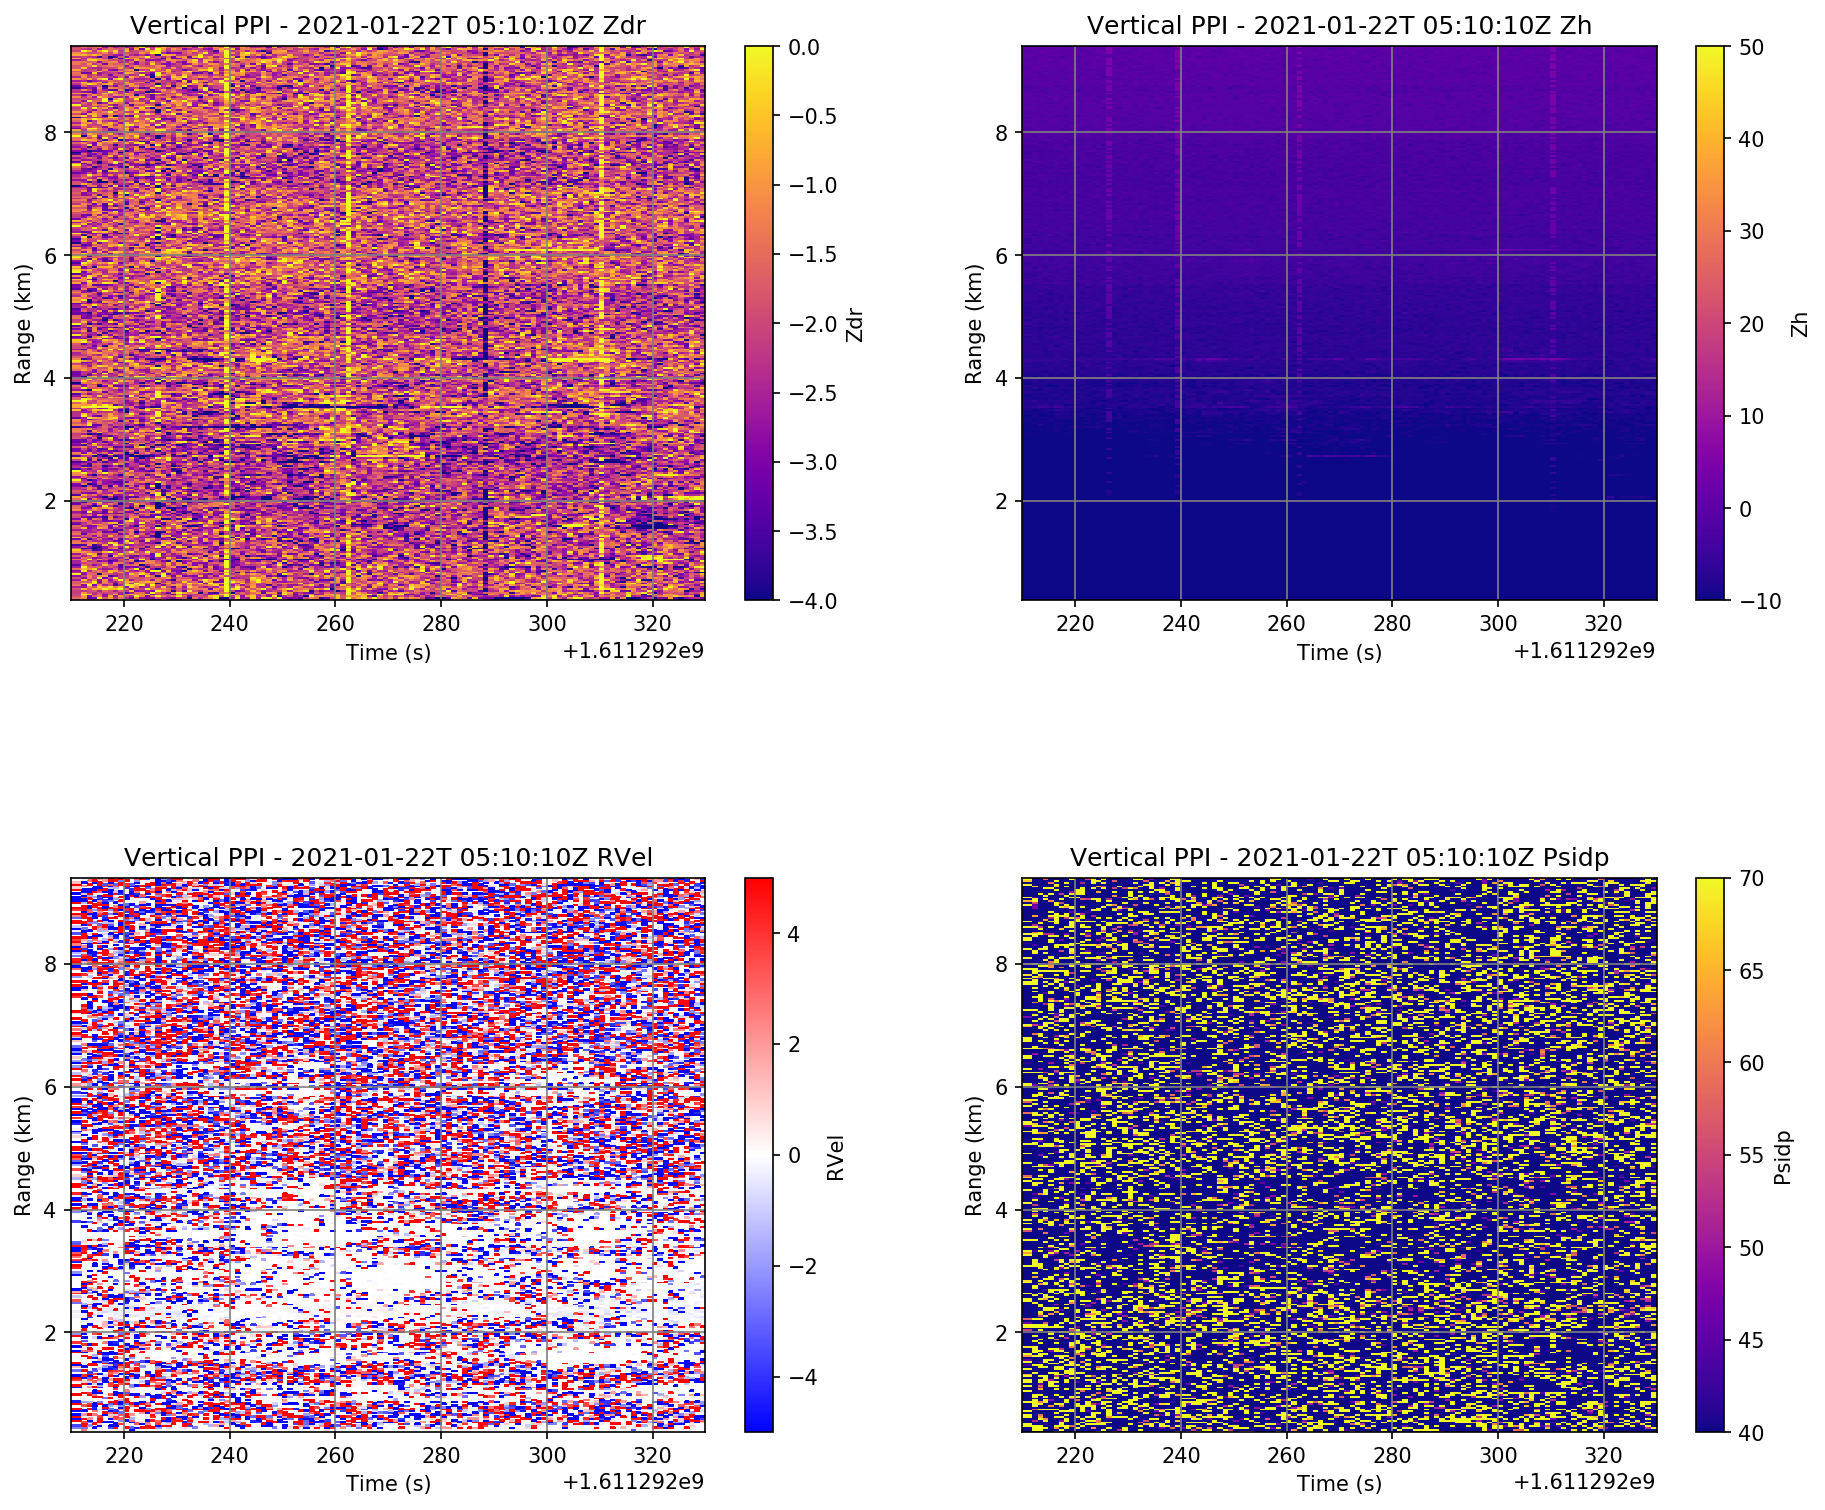 Vertical PPI - 2021-01-22T 05:10:10Z Zdr
Range (km)
8
6
4
2
220 240 260 280 300 320
Time (s)
+1.611292e9
0.0
−0.5
−1.0
−1.5
−2.0
−2.5
−3.0
−3.5
−4.0
Zdr
Vertical PPI - 2021-01-22T 05:10:10Z Zh
Range (km)
8
6
4
2
220 240 260 280 300 320
Time (s)
+1.611292e9
50
40
30
20
10
0
−10
Zh
Vertical PPI - 2021-01-22T 05:10:10Z RVel
Range (km)
8
6
4
2
220 240 260 280 300 320
Time (s)
+1.611292e9
4
2
0
−2
−4
RVel
Vertical PPI - 2021-01-22T 05:10:10Z Psidp
Range (km)
8
6
4
2
220 240 260 280 300 320
Time (s)
+1.611292e9
70
65
60
55
50
45
40
Psidp